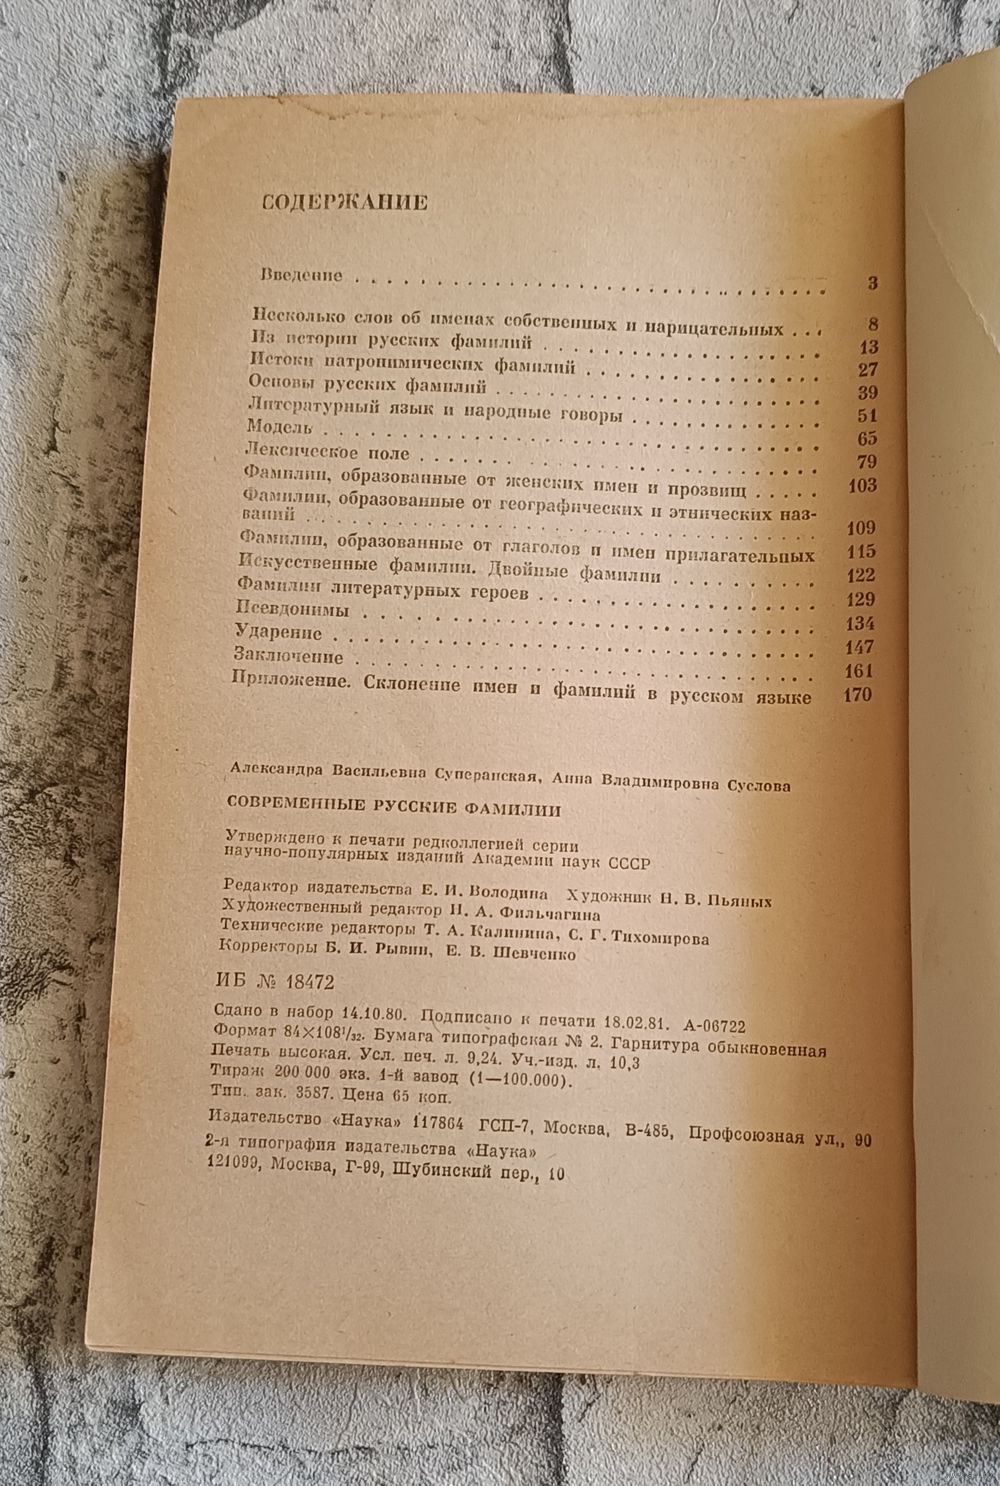 СОДЕРЖАНИЕ
Введение . . . . . . . . . . . . . . . . . . . . . . . . . . . . 3
Несколько слов об именах собственных и нарицательных . . . 8
Из истории русских фамилий . . . . . . . . . . . . . . . . 13
Истоки патронимических фамилий . . . . . . . . . . . . . . 27
Основы русских фамилий . . . . . . . . . . . . . . . . . . 39
Литературный язык и народные говоры . . . . . . . . . . . 51
Модель . . . . . . . . . . . . . . . . . . . . . . . . . . 65
Лексическое поле . . . . . . . . . . . . . . . . . . . . . 79
Фамилии, образованные от женских имен и прозвищ . . . . . 103
Фамилии, образованные от географических и этнических наз-
ваний . . . . . . . . . . . . . . . . . . . . . . . . . . 109
Фамилии, образованные от глаголов и имен прилагательных 115
Искусственные фамилии. Двойные фамилии . . . . . . . . . 122
Фамилии литературных героев . . . . . . . . . . . . . . . 129
Псевдонимы . . . . . . . . . . . . . . . . . . . . . . . . 134
Ударение . . . . . . . . . . . . . . . . . . . . . . . . . 147
Заключение . . . . . . . . . . . . . . . . . . . . . . . . 161
Приложение. Склонение имен и фамилий в русском языке 170
Александра Васильевна Суперанская, Анна Владимировна Суслова
СОВРЕМЕННЫЕ РУССКИЕ ФАМИЛИИ
Утверждено к печати редколлегией серии
научно-популярных изданий Академии наук СССР
Редактор издательства Е. И. Володина Художник Н. В. Пьяных
Художественный редактор Н. А. Фильчагина
Технические редакторы Т. А. Калинина, С. Г. Тихомирова
Корректоры Б. И. Рывин, Е. В. Шевченко
ИБ № 18472
Сдано в набор 14.10.80. Подписано к печати 18.02.81. А-06722
Формат 84×108¹/₃₂. Бумага типографская № 2. Гарнитура обыкновенная
Печать высокая. Усл. печ. л. 9,24. Уч.-изд. л. 10,3
Тираж 200 000 экз. 1-й завод (1—100.000).
Тип. зак. 3587. Цена 65 коп.
Издательство «Наука» 117864 ГСП-7, Москва, В-485, Профсоюзная ул., 90
2-я типография издательства «Наука»
121099, Москва, Г-99, Шубинский пер., 10